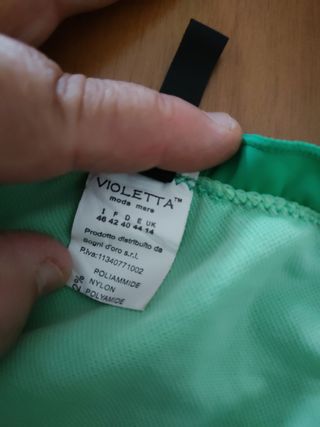 VIOLETTA™
moda mare
I F D E UK
46 42 40 44 14
Prodotto distribuito da
sogni d'oro s.r.l.
P.iva: 11340771002
POLIAMMIDE
NYLON
POLYAMIDE